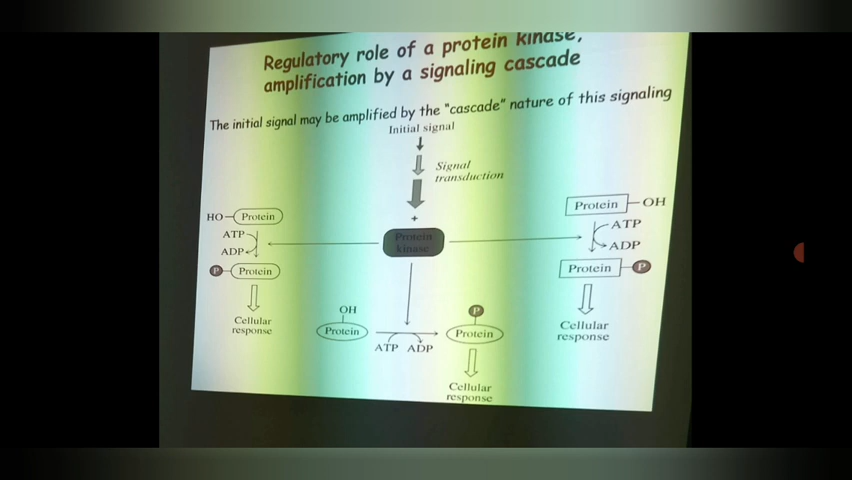 Regulatory role of a protein kinase,
amplification by a signaling cascade
The initial signal may be amplified by the "cascade" nature of this signaling
Initial signal
Signal
transduction
+
Protein
kinase
HO
Protein
ATP
ADP
P
Protein
Cellular
response
OH
Protein
ATP ADP
P
Protein
Cellular
response
Protein
OH
ATP
ADP
Protein
P
Cellular
response